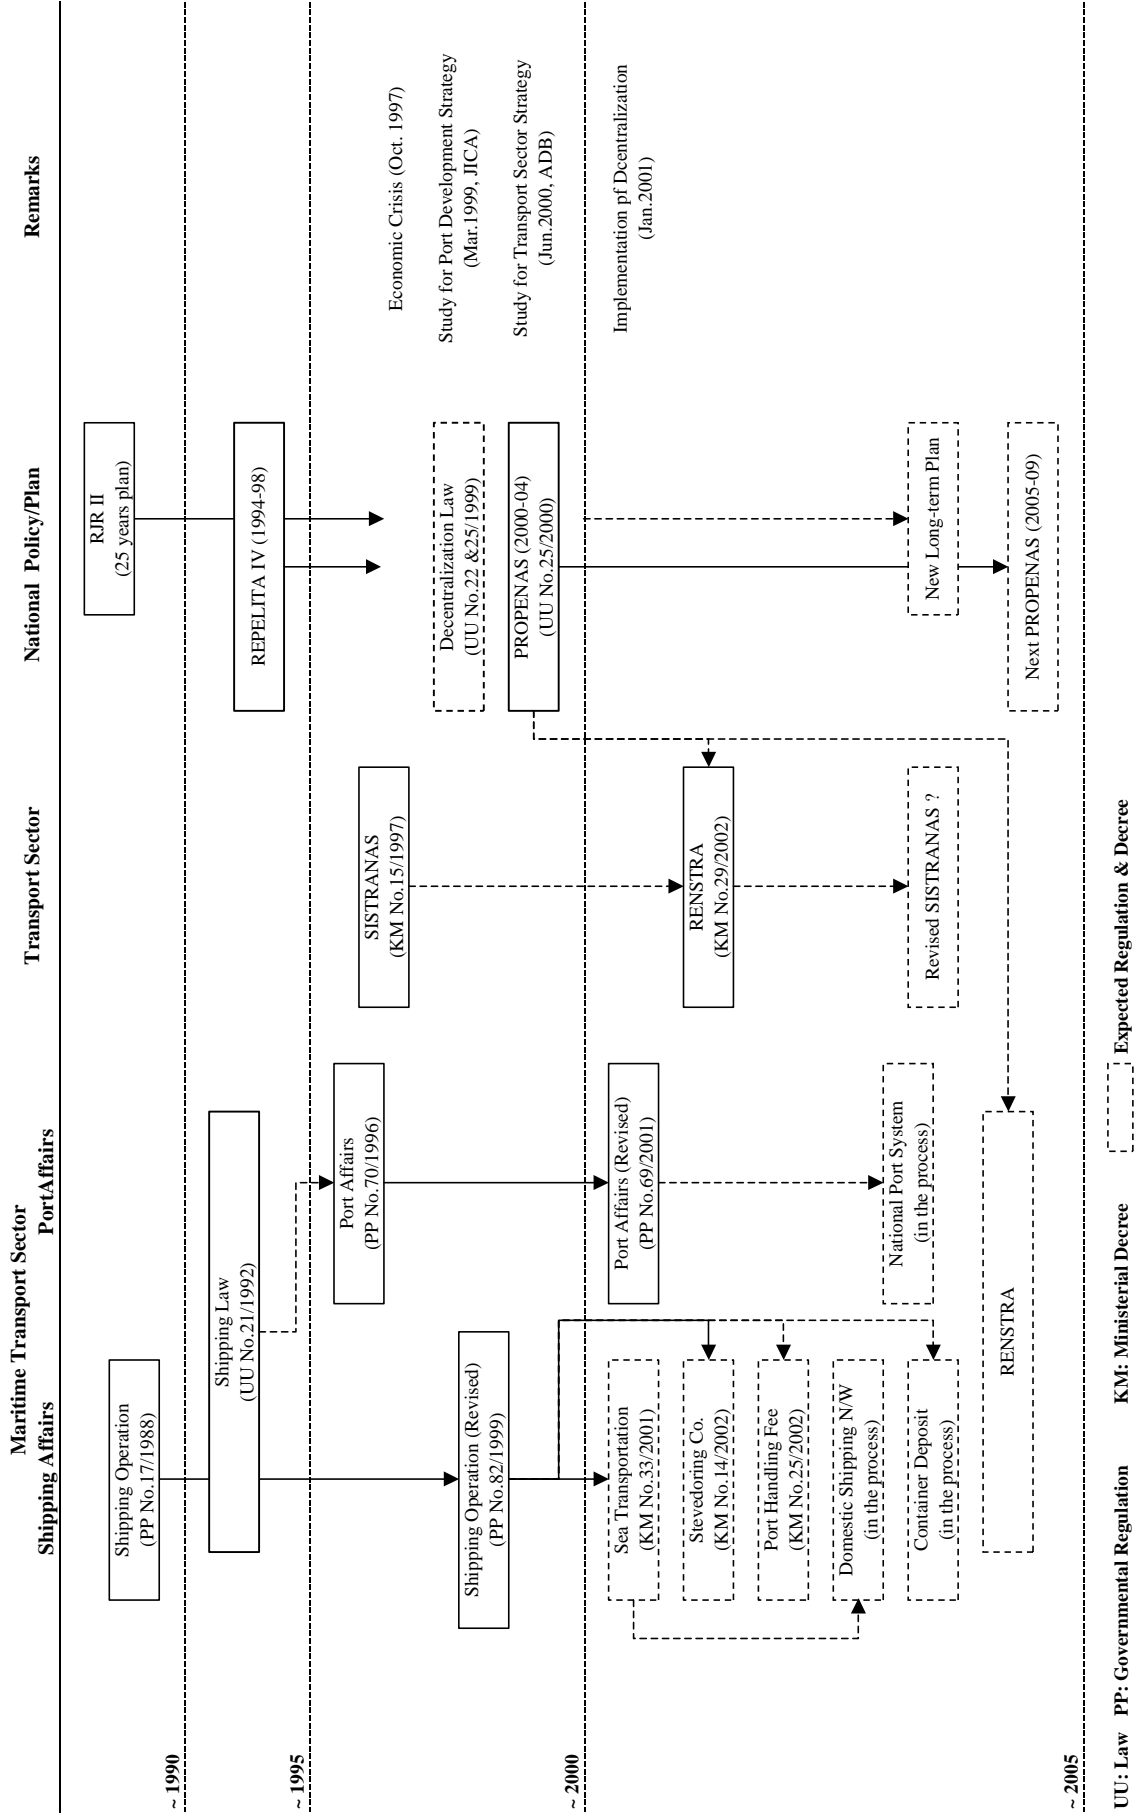 Maritime Transport Sector
Shipping Affairs
PortAffairs
Transport Sector
National Policy/Plan
Remarks
RJR II
(25 years plan)
Shipping Operation
(PP No.17/1988)
~ 1990
Shipping Law
(UU No.21/1992)
REPELITA IV (1994-98)
~ 1995
Port Affairs
(PP No.70/1996)
SISTRANAS
(KM No.15/1997)
Economic Crisis (Oct. 1997)
Decentralization Law
(UU No.22 &25/1999)
Study for Port Development Strategy
(Mar.1999, JICA)
Shipping Operation (Revised)
(PP No.82/1999)
PROPENAS (2000-04)
(UU No.25/2000)
Study for Transport Sector Strategy
(Jun.2000, ADB)
~ 2000
Sea Transportation
(KM No.33/2001)
Port Affairs (Revised)
(PP No.69/2001)
Implementation pf Dcentralization
(Jan.2001)
Stevedoring Co.
(KM No.14/2002)
RENSTRA
(KM No.29/2002)
Port Handling Fee
(KM No.25/2002)
Domestic Shipping N/W
(in the process)
National Port System
(in the process)
Container Deposit
(in the process)
Revised SISTRANAS ?
New Long-term Plan
RENSTRA
Next PROPENAS (2005-09)
~ 2005
UU: Law PP: Governmental Regulation KM: Ministerial Decree Expected Regulation & Decree